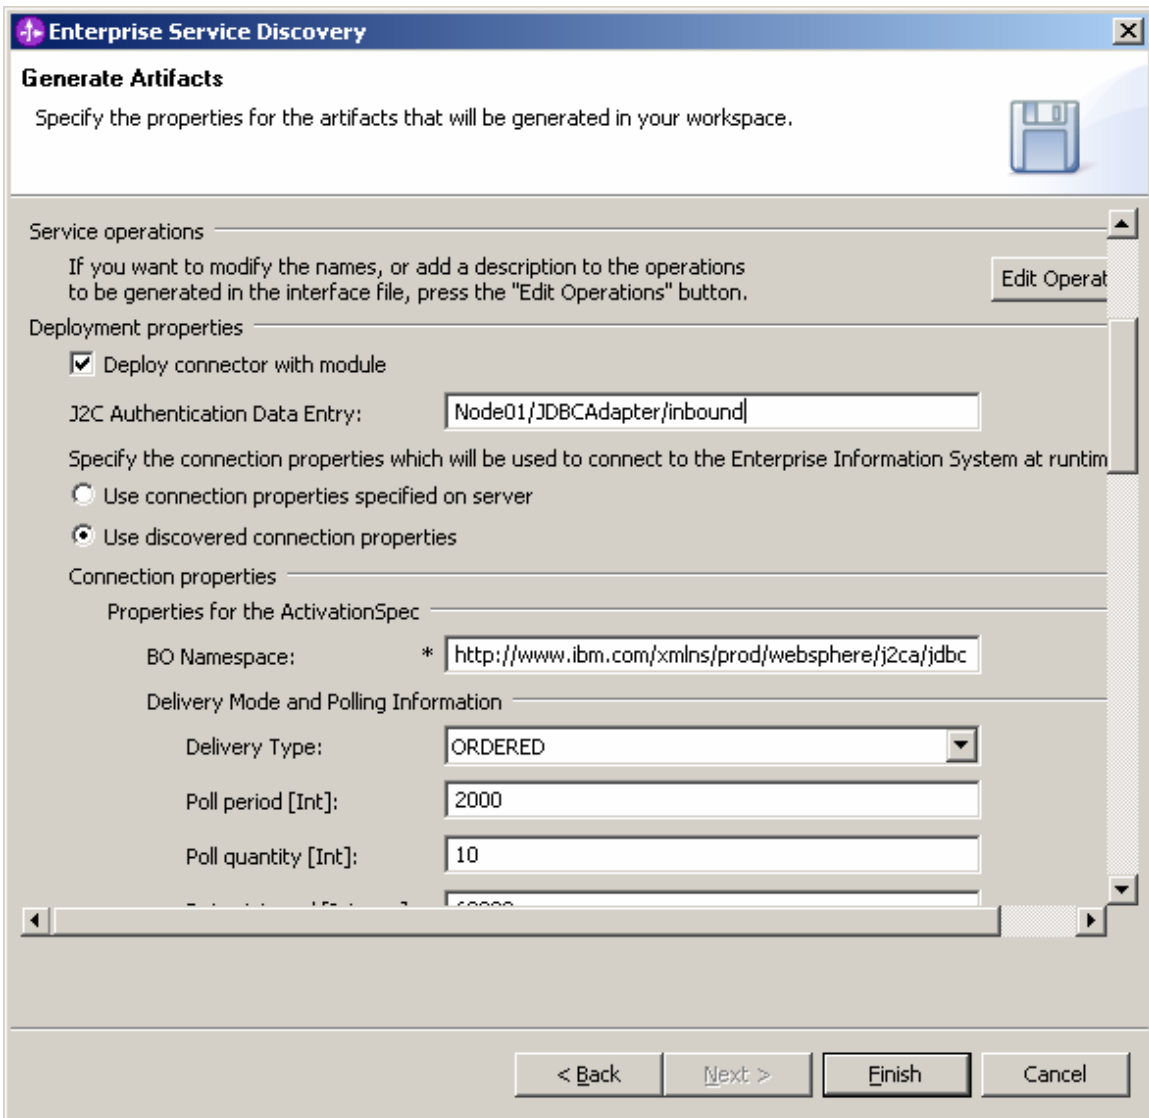 Enterprise Service Discovery
Generate Artifacts
Specify the properties for the artifacts that will be generated in your workspace.
Service operations
If you want to modify the names, or add a description to the operations
to be generated in the interface file, press the "Edit Operations" button.
Edit Operat
Deployment properties
Deploy connector with module
J2C Authentication Data Entry: Node01/JDBCAdapter/inbound
Specify the connection properties which will be used to connect to the Enterprise Information System at runtim
Use connection properties specified on server
Use discovered connection properties
Connection properties
Properties for the ActivationSpec
BO Namespace: * http://www.ibm.com/xmlns/prod/websphere/j2ca/jdbc
Delivery Mode and Polling Information
Delivery Type: ORDERED
Poll period [Int]: 2000
Poll quantity [Int]: 10
< Back Next > Finish Cancel